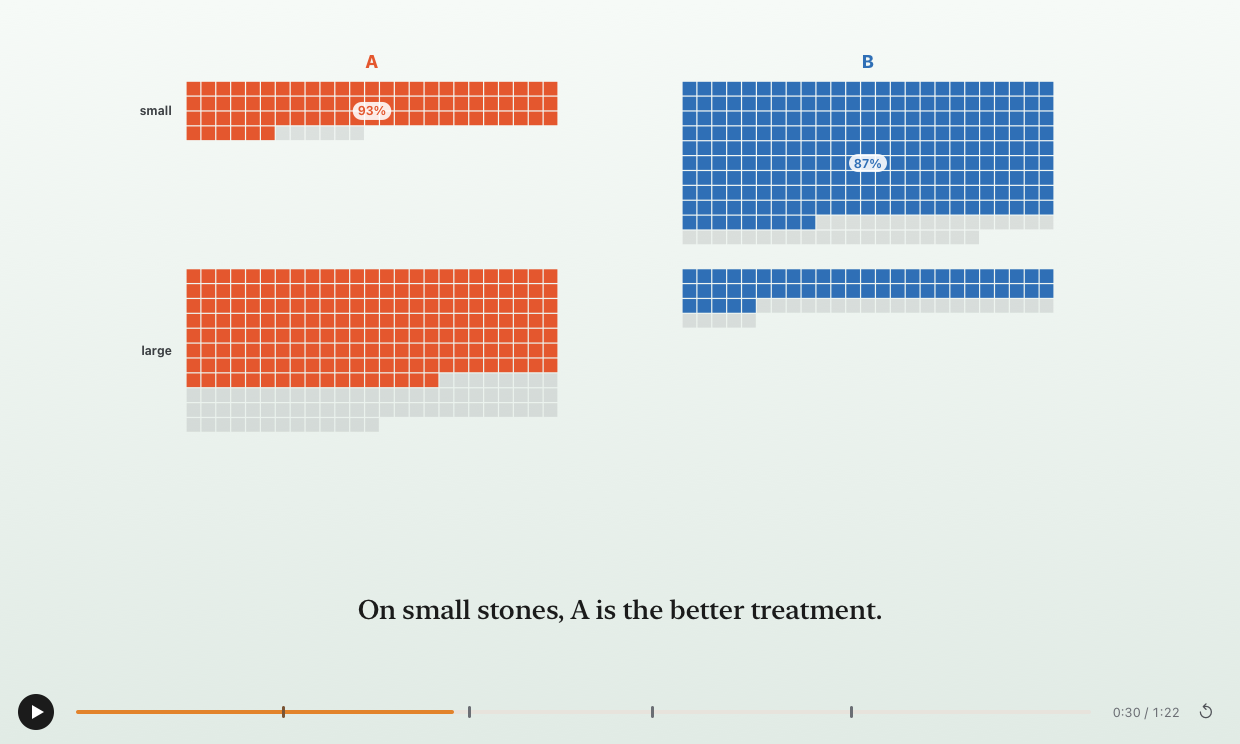 A
B
small
93%
87%
large
On small stones, A is the better treatment.
0:30 / 1:22